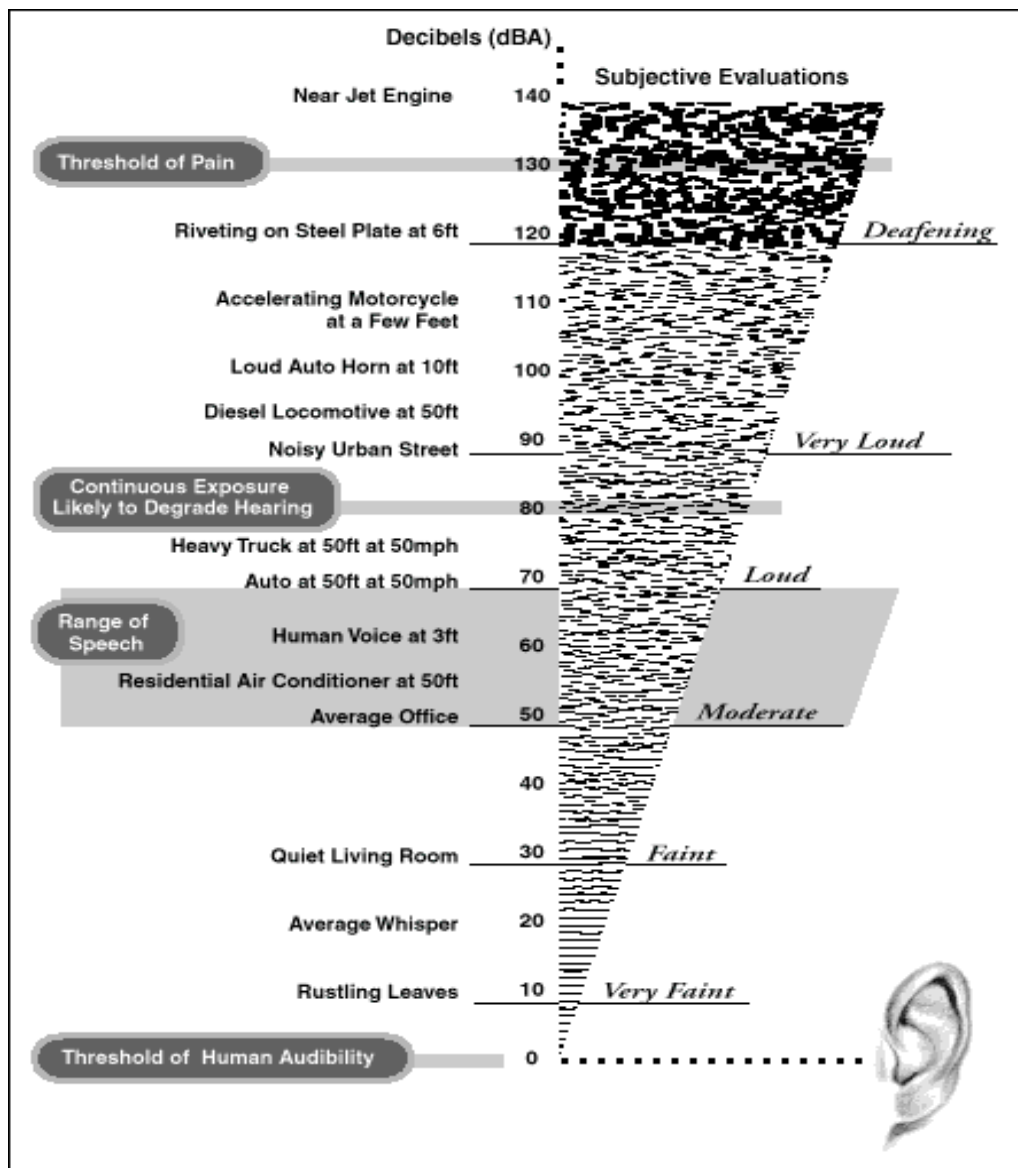 Decibels (dBA)
Subjective Evaluations
Near Jet Engine 140
Threshold of Pain 130
Riveting on Steel Plate at 6ft 120 Deafening
Accelerating Motorcycle
at a Few Feet
110
Loud Auto Horn at 10ft 100
Diesel Locomotive at 50ft
Noisy Urban Street 90 Very Loud
Continuous Exposure
Likely to Degrade Hearing
80
Heavy Truck at 50ft at 50mph
Auto at 50ft at 50mph 70 Loud
Range of
Speech
Human Voice at 3ft 60
Residential Air Conditioner at 50ft
Average Office 50 Moderate
40
Quiet Living Room 30 Faint
Average Whisper 20
Rustling Leaves 10 Very Faint
Threshold of Human Audibility 0